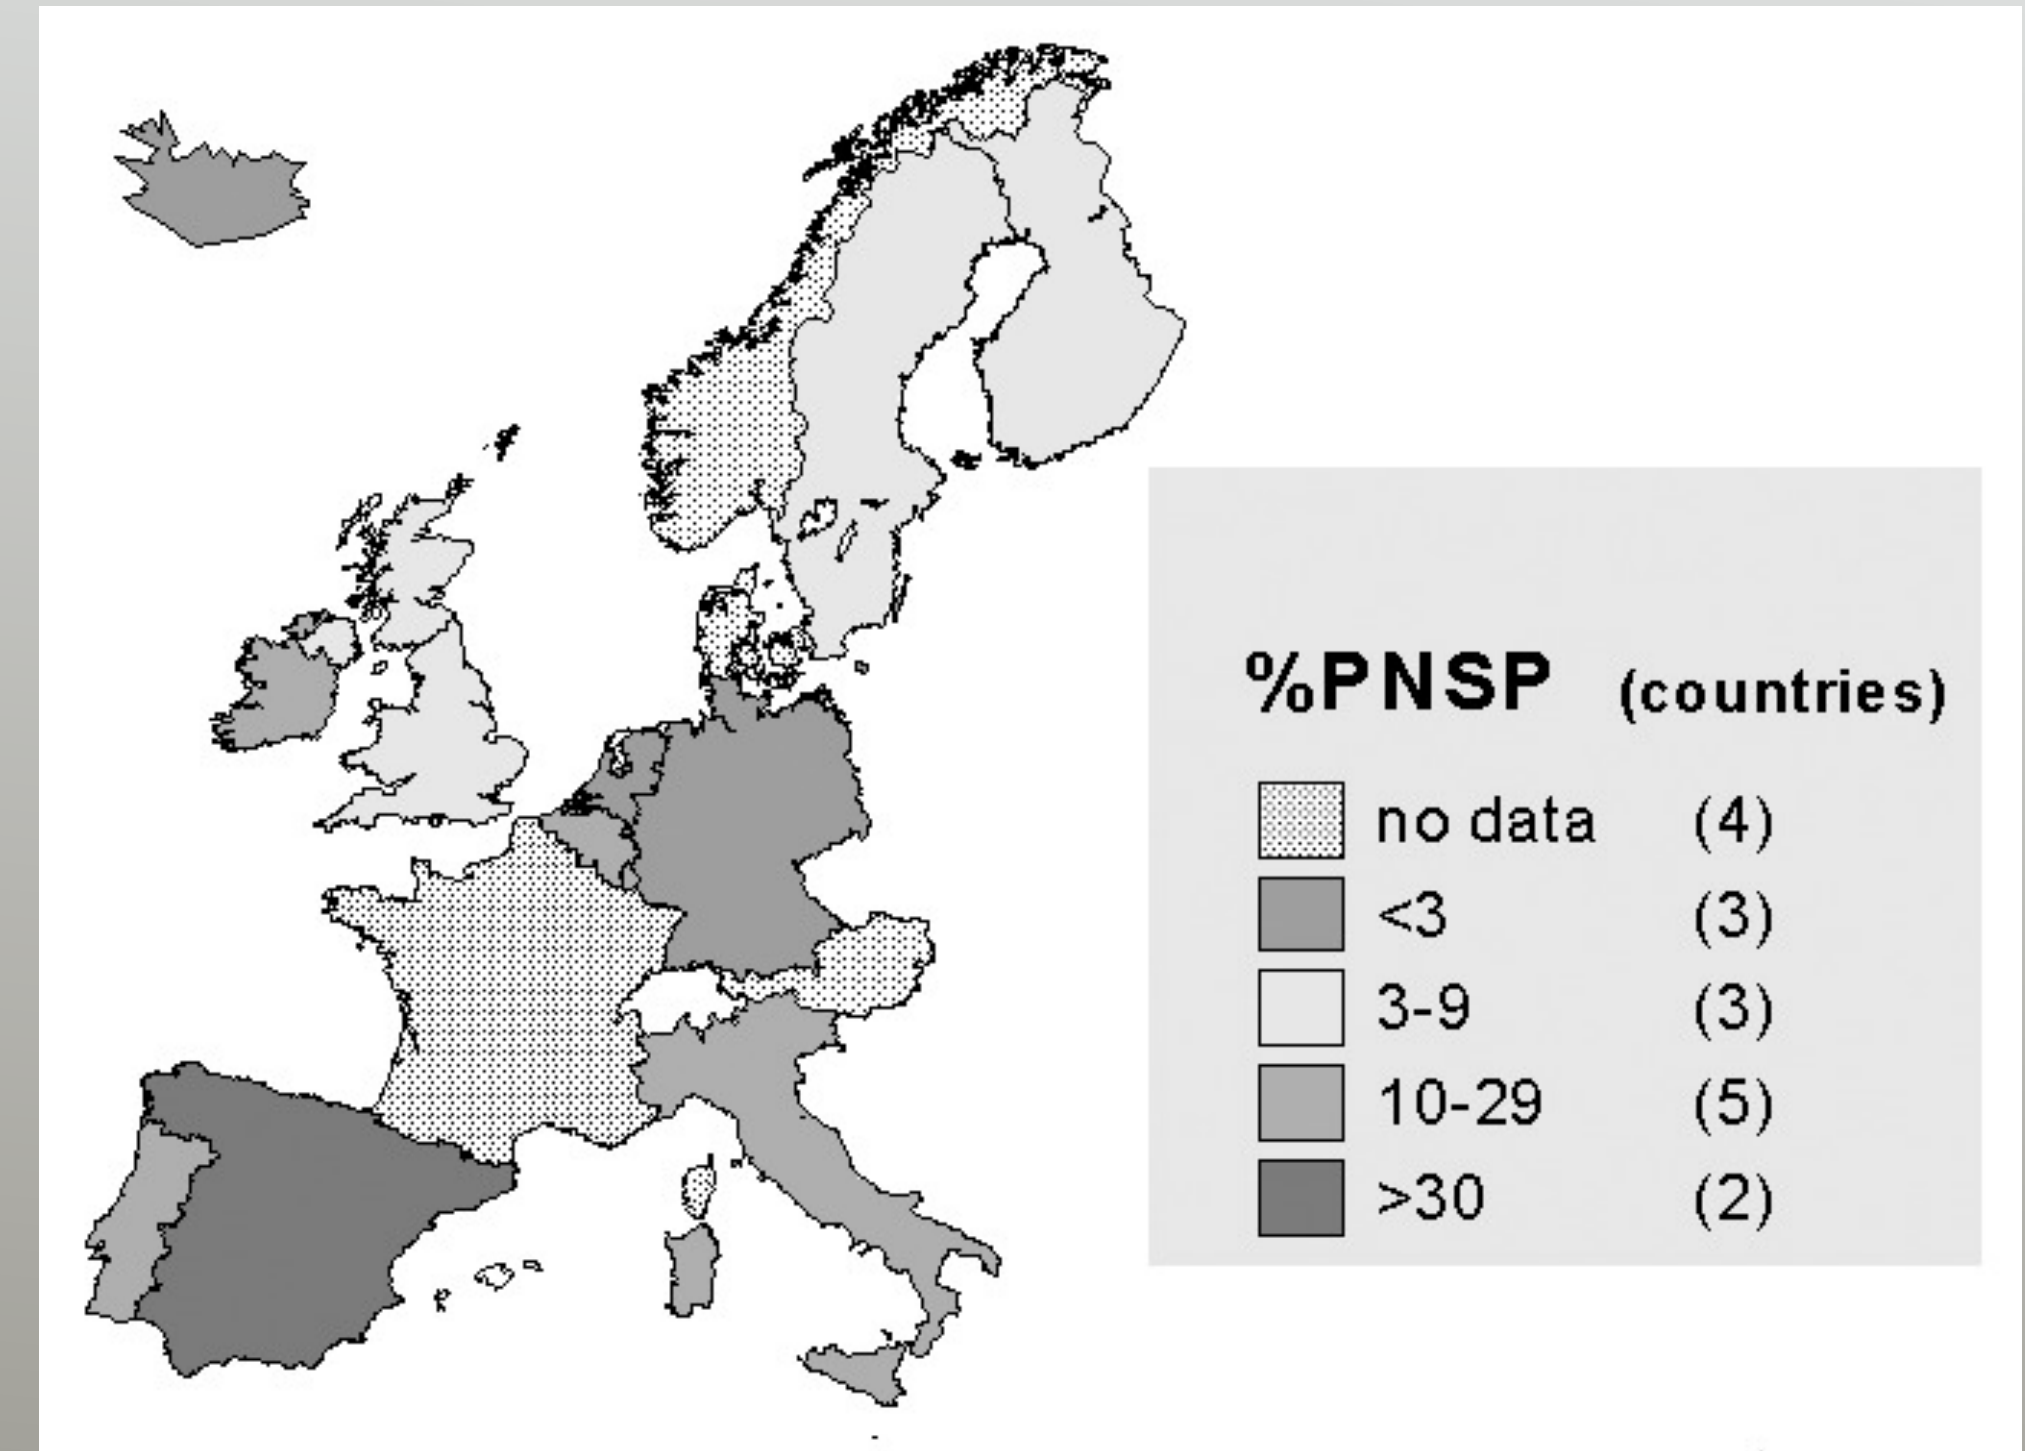 %PNSP (countries)
no data (4)
<3 (3)
3-9 (3)
10-29 (5)
>30 (2)